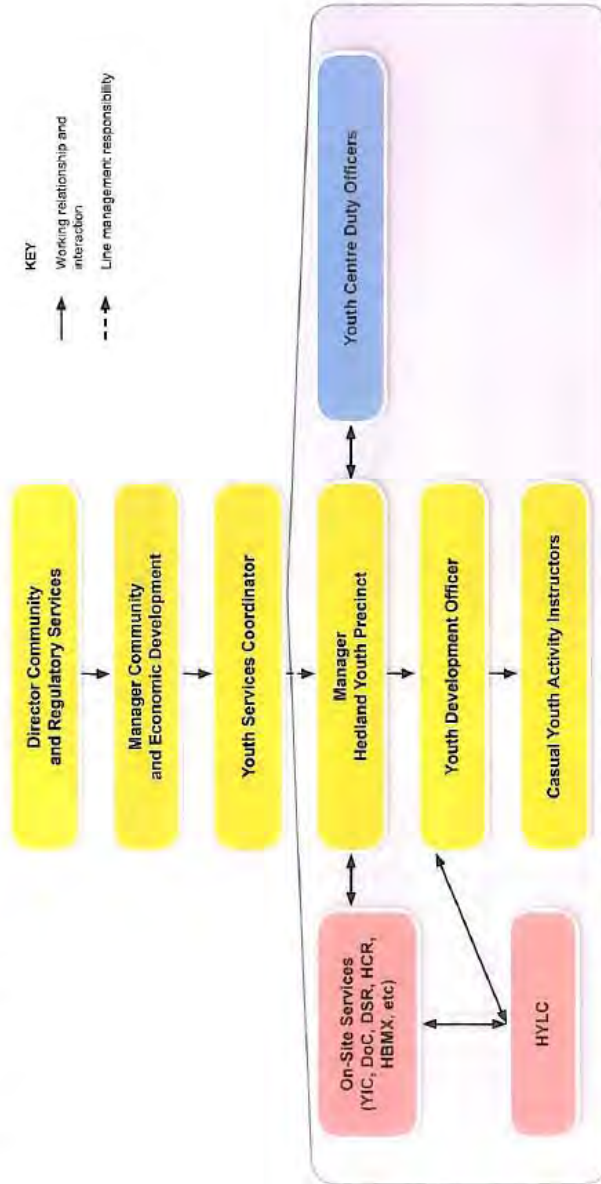 KEY
Working relationship and
interaction
Line management responsibility
Director Community
and Regulatory Services
Manager Community
and Economic Development
Youth Services Coordinator
On-Site Services
(YIC, DoC, DSR, HCR,
HBMX, etc)
Manager
Hedland Youth Precinct
Youth Centre Duty Officers
Youth Development Officer
HYLC
Casual Youth Activity Instructors